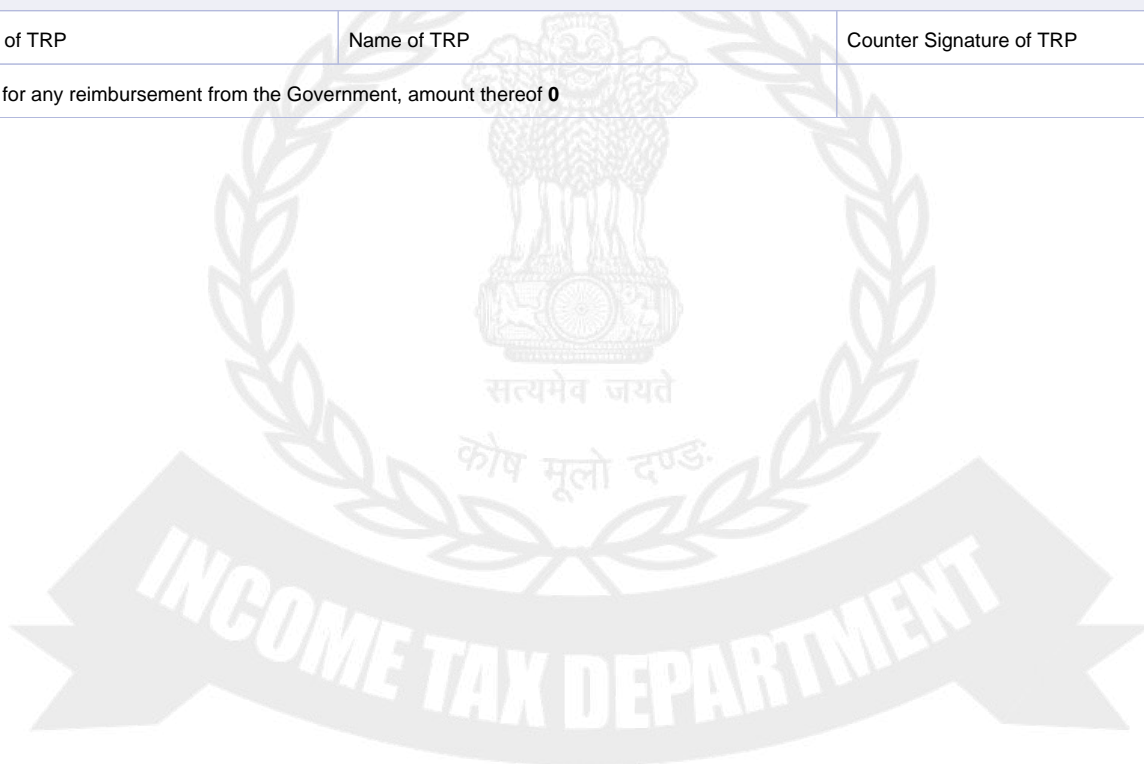 of TRP Name of TRP Counter Signature of TRP
for any reimbursement from the Government, amount thereof 0
सत्यमेव जयते
कोष मूलो दण्डः
INCOME TAX DEPARTMENT